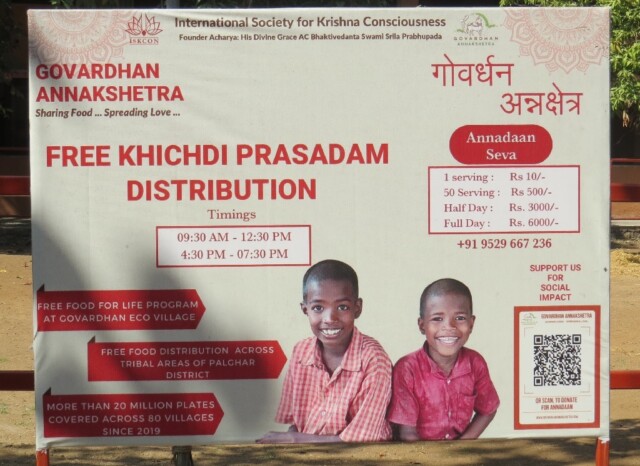 ISKCON
International Society for Krishna Consciousness
Founder Acharya: His Divine Grace AC Bhaktivedanta Swami Srila Prabhupada
GOVARDHAN
ANNAKSHETRA
GOVARDHAN
ANNAKSHETRA
Sharing Food ... Spreading Love ...
गोवर्धन
अन्नक्षेत्र
FREE KHICHDI PRASADAM
DISTRIBUTION
Timings
09:30 AM - 12:30 PM
4:30 PM - 07:30 PM
Annadaan
Seva
1 serving : Rs 10/-
50 Serving : Rs 500/-
Half Day : Rs. 3000/-
Full Day : Rs. 6000/-
+91 9529 667 236
FREE FOOD FOR LIFE PROGRAM
AT GOVARDHAN ECO VILLAGE
FREE FOOD DISTRIBUTION ACROSS
TRIBAL AREAS OF PALGHAR
DISTRICT
MORE THAN 20 MILLION PLATES
COVERED ACROSS 80 VILLAGES
SINCE 2019
SUPPORT US
FOR
SOCIAL
IMPACT
GOVARDHAN ANNAKSHETRA
QR SCAN TO DONATE
FOR ANNADAAN